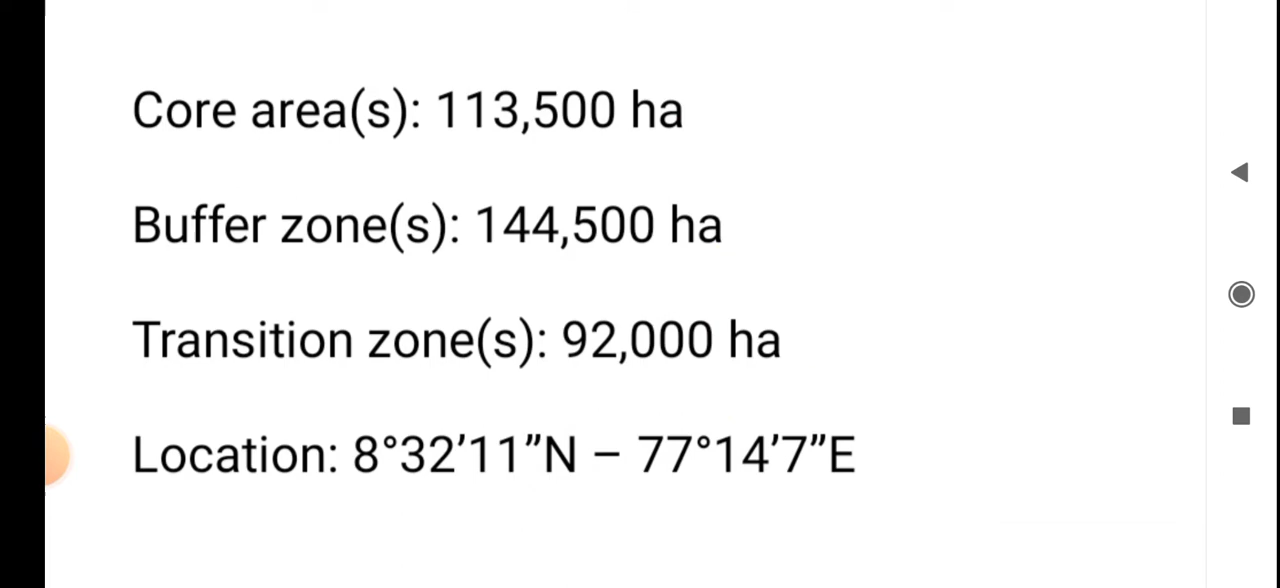 Core area(s): 113,500 ha
Buffer zone(s): 144,500 ha
Transition zone(s): 92,000 ha
Location: 8°32’11”N – 77°14’7”E